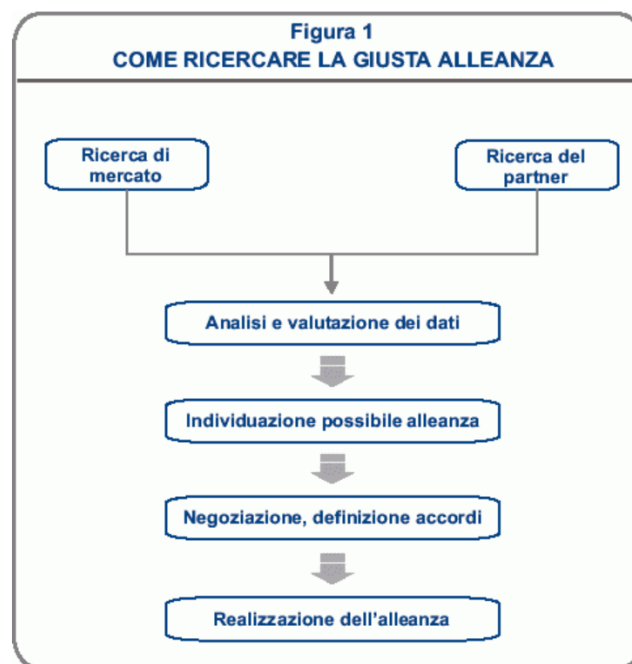 Figura 1
COME RICERCARE LA GIUSTA ALLEANZA
Ricerca di
mercato
Ricerca del
partner
Analisi e valutazione dei dati
Individuazione possibile alleanza
Negoziazione, definizione accordi
Realizzazione dell'alleanza